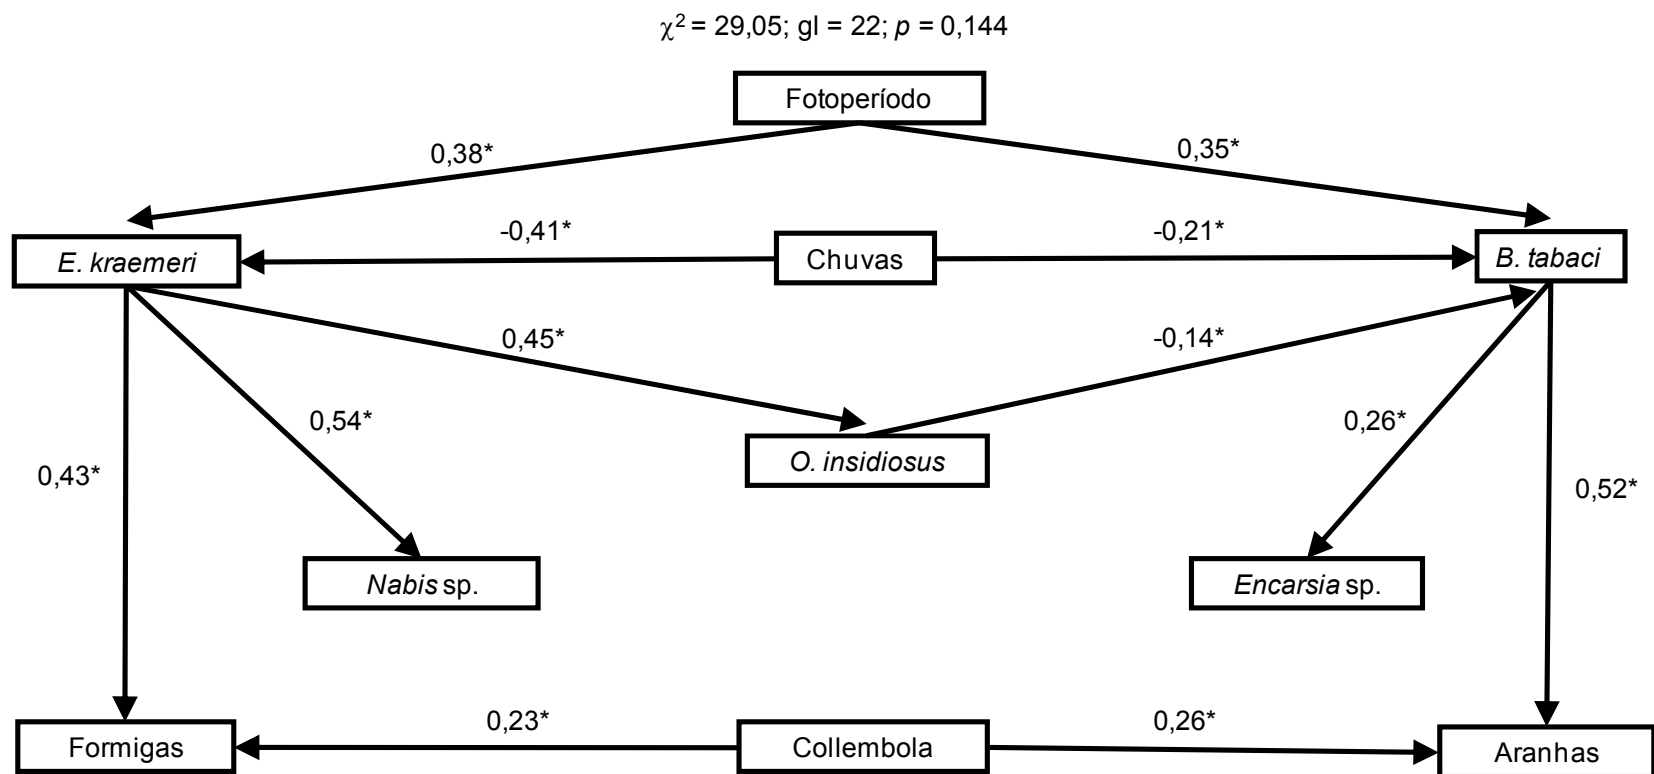 χ² = 29,05; gl = 22; p = 0,144
Fotoperíodo
0,38*
0,35*
-0,41*
-0,21*
E. kraemeri
Chuvas
B. tabaci
0,45*
-0,14*
0,54*
0,26*
O. insidiosus
0,43*
0,52*
Nabis sp.
Encarsia sp.
0,23*
0,26*
Formigas
Collembola
Aranhas